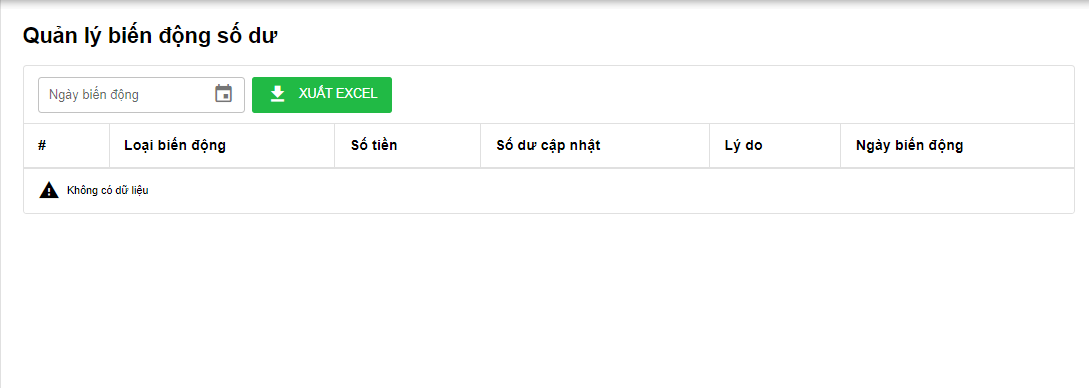 Quản lý biến động số dư
Ngày biến động
XUẤT EXCEL
# Loại biến động Số tiền Số dư cập nhật Lý do Ngày biến động
Không có dữ liệu